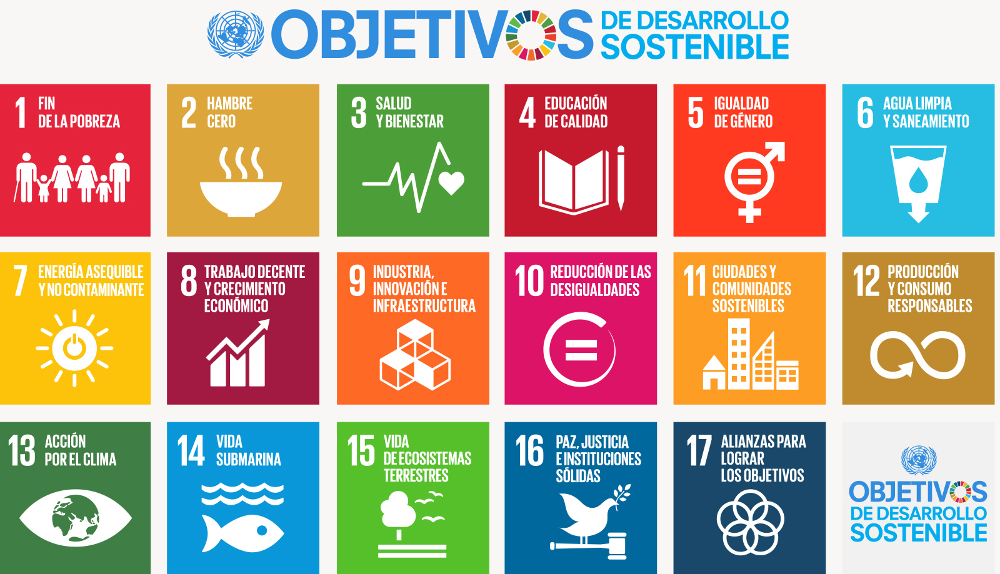 OBJETIVOS
DE DESARROLLO
SOSTENIBLE
1 FIN
DE LA POBREZA
2 HAMBRE
CERO
3 SALUD
Y BIENESTAR
4 EDUCACIÓN
DE CALIDAD
5 IGUALDAD
DE GÉNERO
6 AGUA LIMPIA
Y SANEAMIENTO
7 ENERGÍA ASEQUIBLE
Y NO CONTAMINANTE
8 TRABAJO DECENTE
Y CRECIMIENTO
ECONÓMICO
9 INDUSTRIA,
INNOVACIÓN E
INFRAESTRUCTURA
10 REDUCCIÓN DE LAS
DESIGUALDADES
11 CIUDADES Y
COMUNIDADES
SOSTENIBLES
12 PRODUCCIÓN
Y CONSUMO
RESPONSABLES
13 ACCIÓN
POR EL CLIMA
14 VIDA
SUBMARINA
15 VIDA
DE ECOSISTEMAS
TERRESTRES
16 PAZ, JUSTICIA
E INSTITUCIONES
SÓLIDAS
17 ALIANZAS PARA
LOGRAR
LOS OBJETIVOS
OBJETIVOS
DE DESARROLLO
SOSTENIBLE